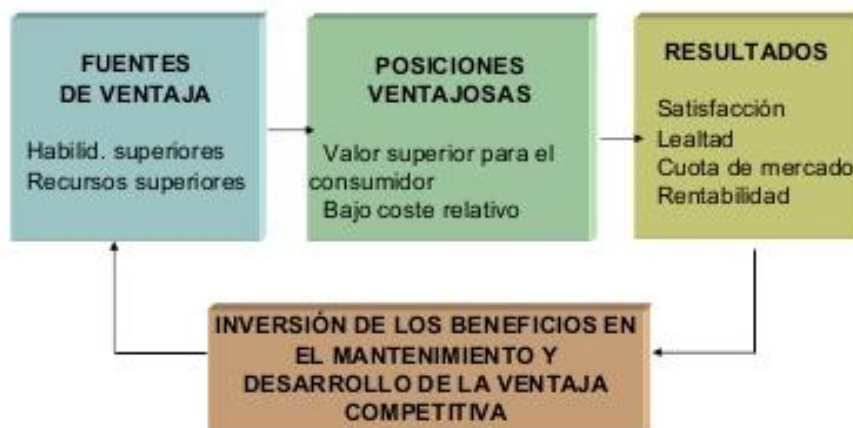 FUENTES
DE VENTAJA
Habilid. superiores
Recursos superiores
POSICIONES
VENTAJOSAS
Valor superior para el
consumidor
Bajo coste relativo
RESULTADOS
Satisfacción
Lealtad
Cuota de mercado
Rentabilidad
INVERSIÓN DE LOS BENEFICIOS EN
EL MANTENIMIENTO Y
DESARROLLO DE LA VENTAJA
COMPETITIVA